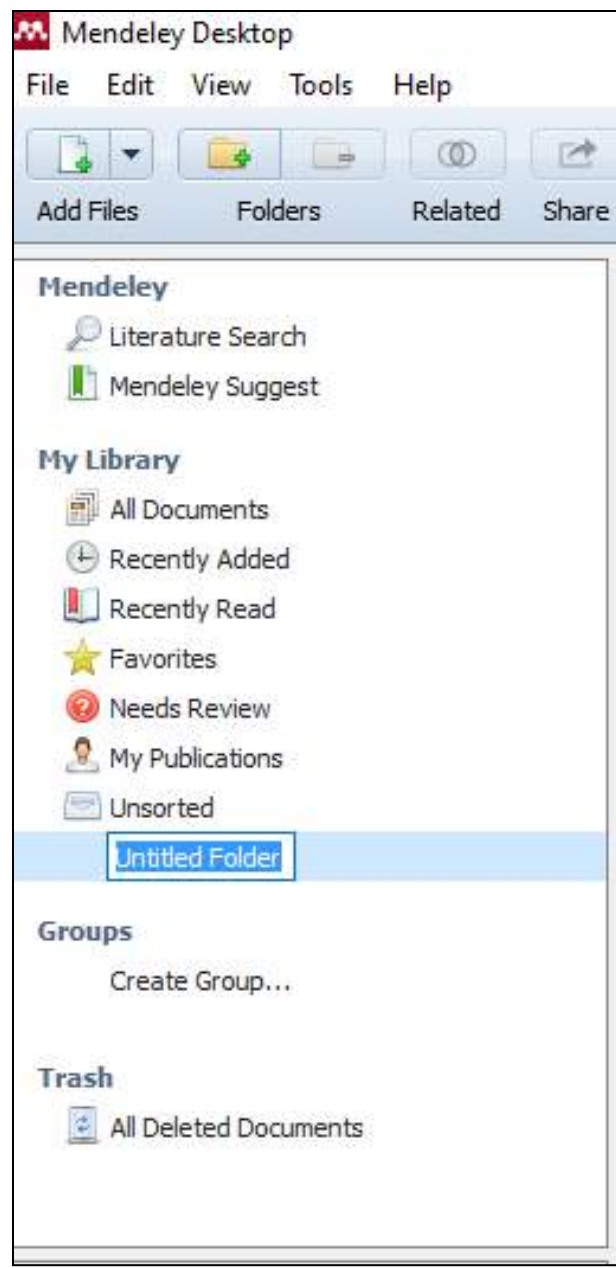 Mendeley Desktop
File Edit View Tools Help
Add Files Folders Related Share
Mendeley
Literature Search
Mendeley Suggest
My Library
All Documents
Recently Added
Recently Read
Favorites
Needs Review
My Publications
Unsorted
Untitled Folder
Groups
Create Group...
Trash
All Deleted Documents